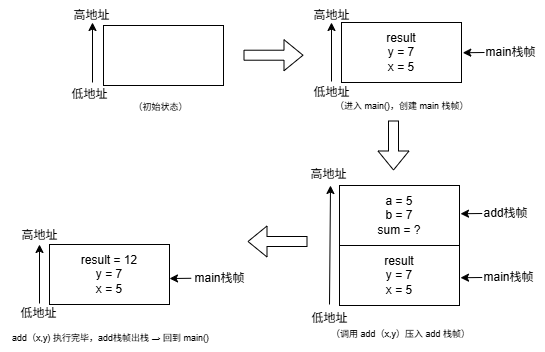 高地址
低地址
（初始状态）
高地址
result
y = 7
x = 5
main栈帧
低地址
（进入 main()，创建 main 栈帧）
高地址
a = 5
b = 7
sum = ?
add栈帧
result
y = 7
x = 5
main栈帧
低地址
（调用 add（x,y）压入 add 栈帧）
高地址
result = 12
y = 7
x = 5
main栈帧
低地址
add（x,y) 执行完毕，add栈帧出栈 → 回到 main()